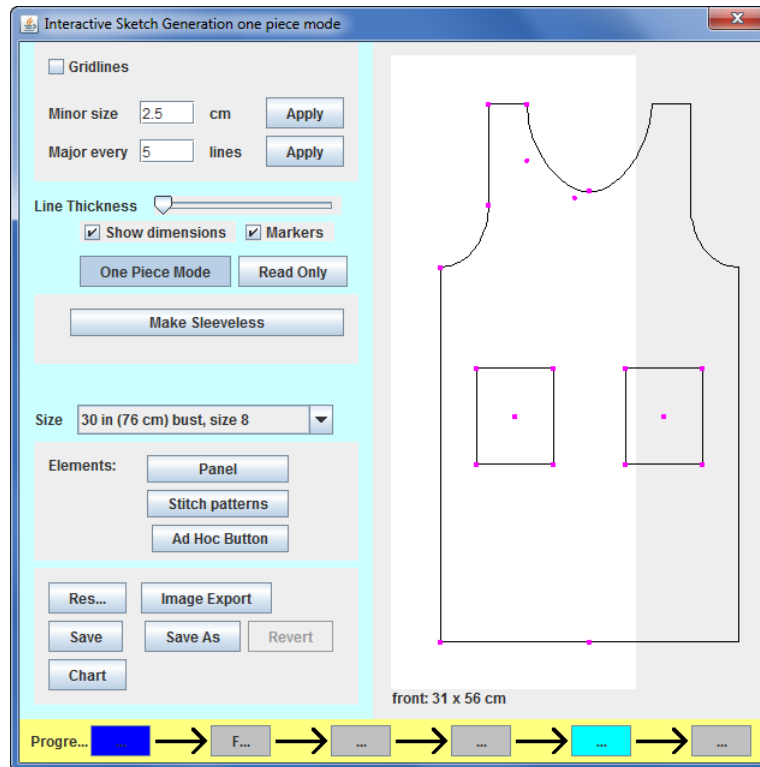 Interactive Sketch Generation one piece mode
Gridlines
Minor size 2.5 cm Apply
Major every 5 lines Apply
Line Thickness
Show dimensions Markers
One Piece Mode Read Only
Make Sleeveless
Size 30 in (76 cm) bust, size 8
Elements: Panel
Stitch patterns
Ad Hoc Button
Res... Image Export
Save Save As Revert
Chart
front: 31 x 56 cm
Progre... ... F... ... ... ... ...